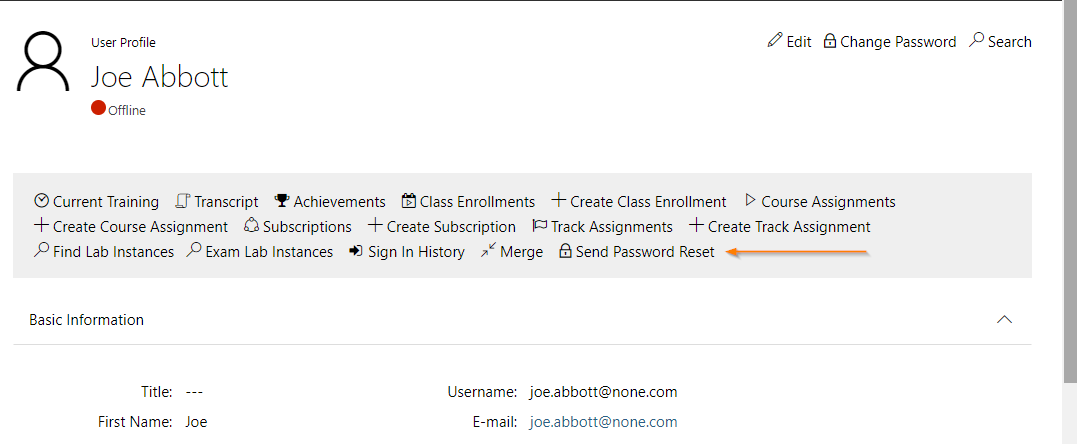 User Profile
Joe Abbott
Offline
Edit Change Password Search
Current Training Transcript Achievements Class Enrollments Create Class Enrollment Course Assignments
Create Course Assignment Subscriptions Create Subscription Track Assignments Create Track Assignment
Find Lab Instances Exam Lab Instances Sign In History Merge Send Password Reset
Basic Information
Title: --- Username: joe.abbott@none.com
First Name: Joe E-mail: joe.abbott@none.com